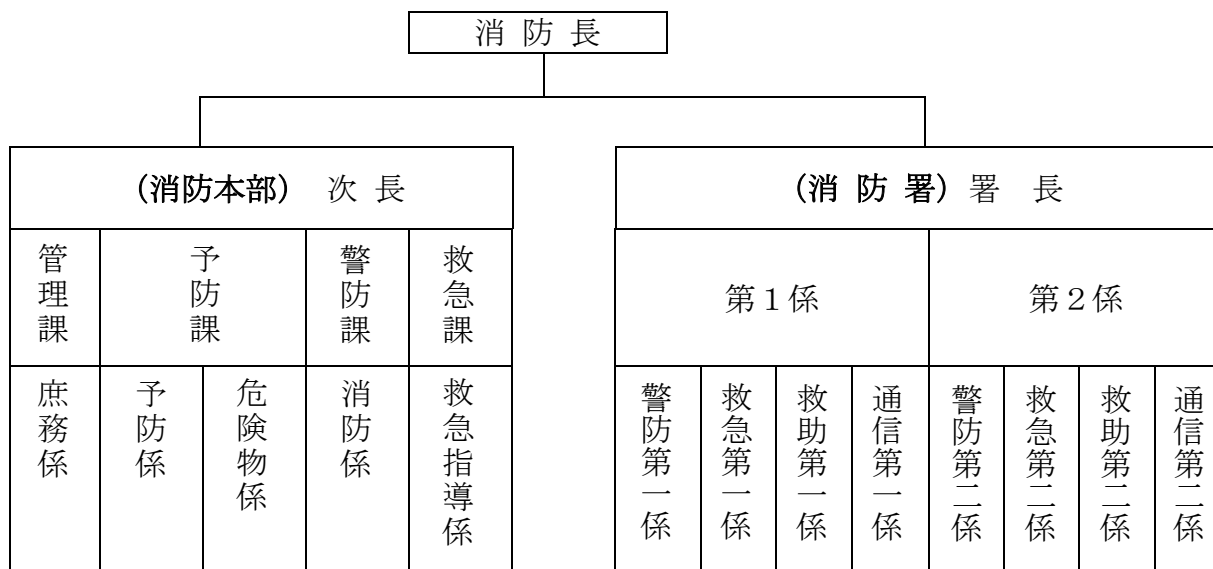 消防長
(消防本部) 次長
(消防署) 署 長
管理課
予防課
警防課
救急課
第1係
第2係
庶務係
予防係
危険物係
消防係
救急指導係
警防第一係
救急第一係
救助第一係
通信第一係
警防第二係
救急第二係
救助第二係
通信第二係